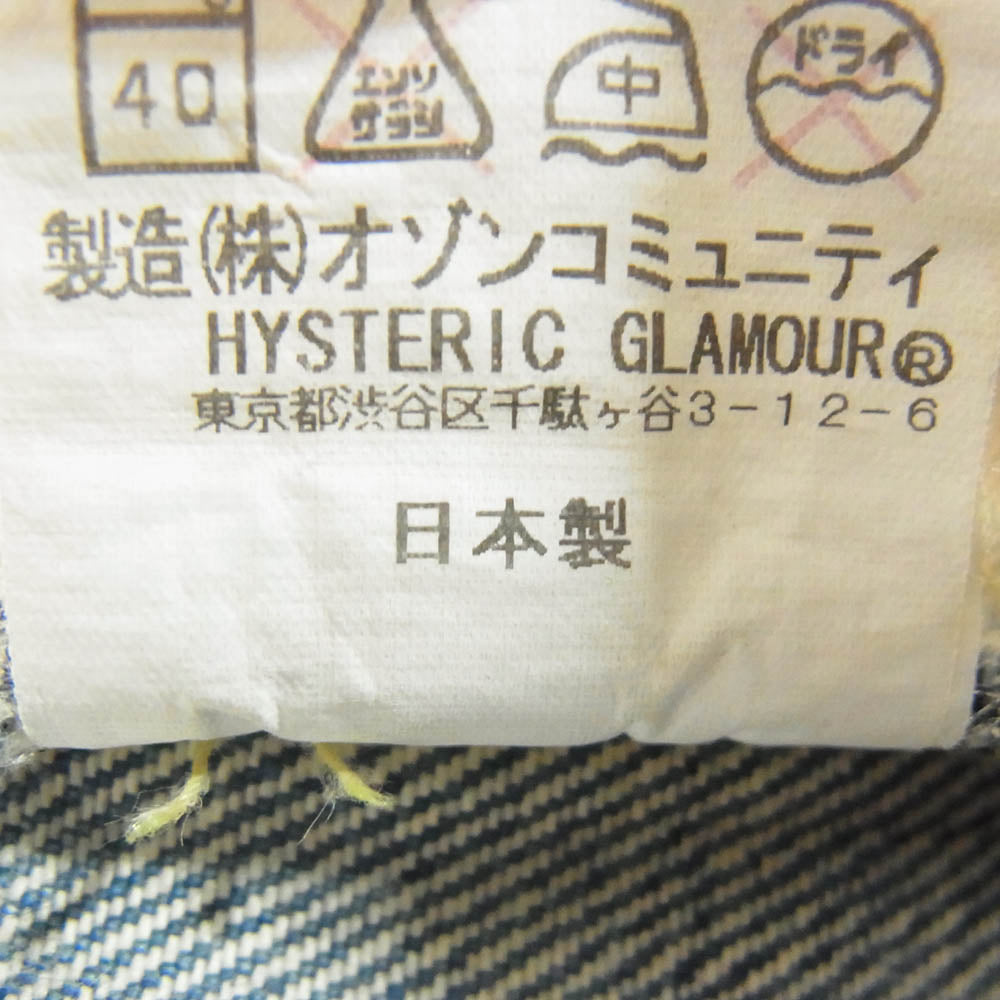 40 エンソ 中 ドライ
サラシ
製造(株)オゾンコミュニティ
HYSTERIC GLAMOUR®
東京都渋谷区千駄ヶ谷3-12-6
日本製